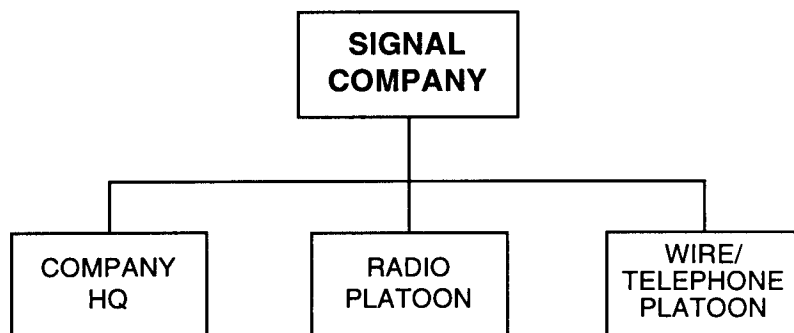 SIGNAL
COMPANY
COMPANY
HQ
RADIO
PLATOON
WIRE/
TELEPHONE
PLATOON